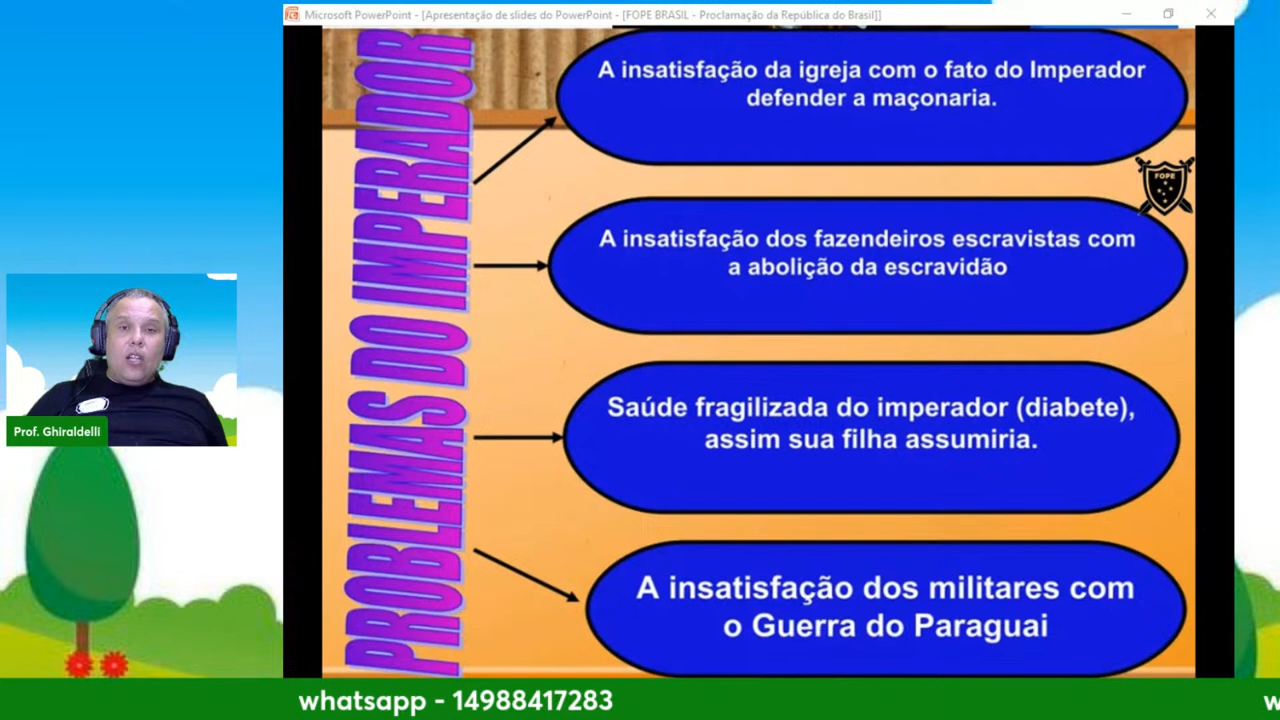 Microsoft PowerPoint - [Apresentação de slides do PowerPoint - [FOPE BRASIL - Proclamação da República do Brasil]]
PROBLEMAS DO IMPERADOR
A insatisfação da igreja com o fato do Imperador
defender a maçonaria.
FOPE
A insatisfação dos fazendeiros escravistas com
a abolição da escravidão
Saúde fragilizada do imperador (diabete),
assim sua filha assumiria.
A insatisfação dos militares com
o Guerra do Paraguai
Prof. Ghiraldelli
whatsapp - 14988417283
w